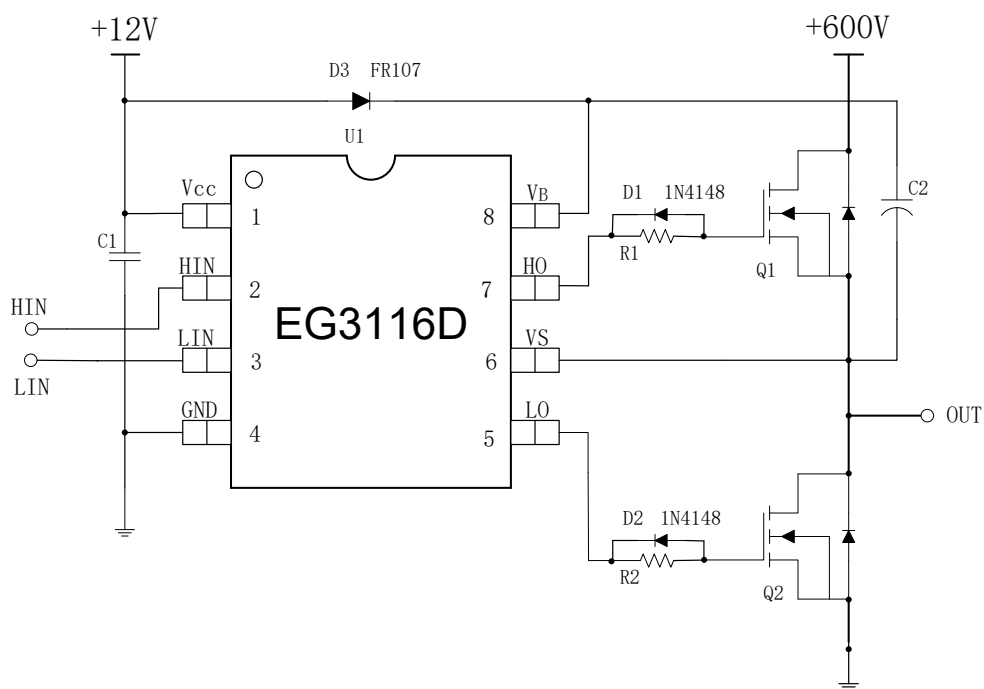 +12V
+600V
D3 FR107
U1
Vcc
1
C1
HIN
2
HIN
LIN
3
LIN
GND
4
EG3116D
VB
8
HO
7
VS
6
LO
5
D1 1N4148
R1
Q1
C2
OUT
D2 1N4148
R2
Q2